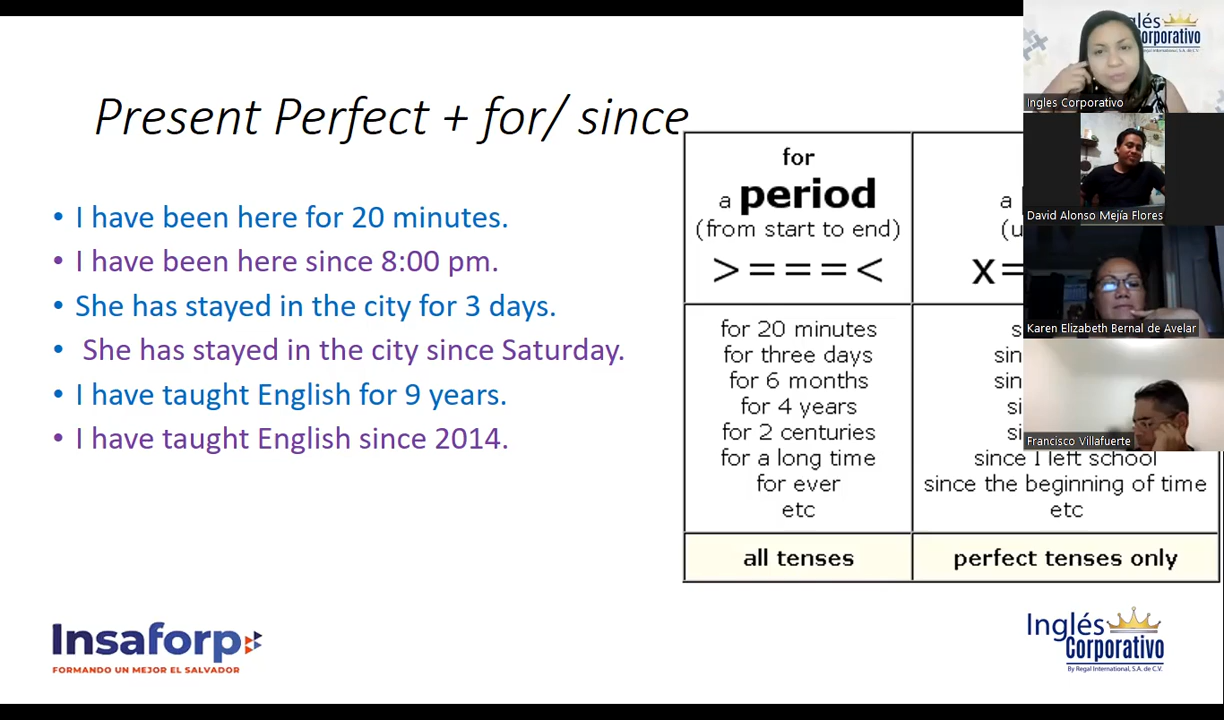 Present Perfect + for/ since
• I have been here for 20 minutes.
• I have been here since 8:00 pm.
• She has stayed in the city for 3 days.
• She has stayed in the city since Saturday.
• I have taught English for 9 years.
• I have taught English since 2014.
for
a period
(from start to end)
>===<
for 20 minutes
for three days
for 6 months
for 4 years
for 2 centuries
for a long time
for ever
etc
all tenses
a
x=
since I left school
since the beginning of time
etc
perfect tenses only
Insaforp
FORMANDO UN MEJOR EL SALVADOR
Inglés
Corporativo
By Regal International, S.A. de C.V.
glés
Corporativo
Ingles Corporativo
David Alonso Mejía Flores
Karen Elizabeth Bernal de Avelar
Francisco Villafuerte